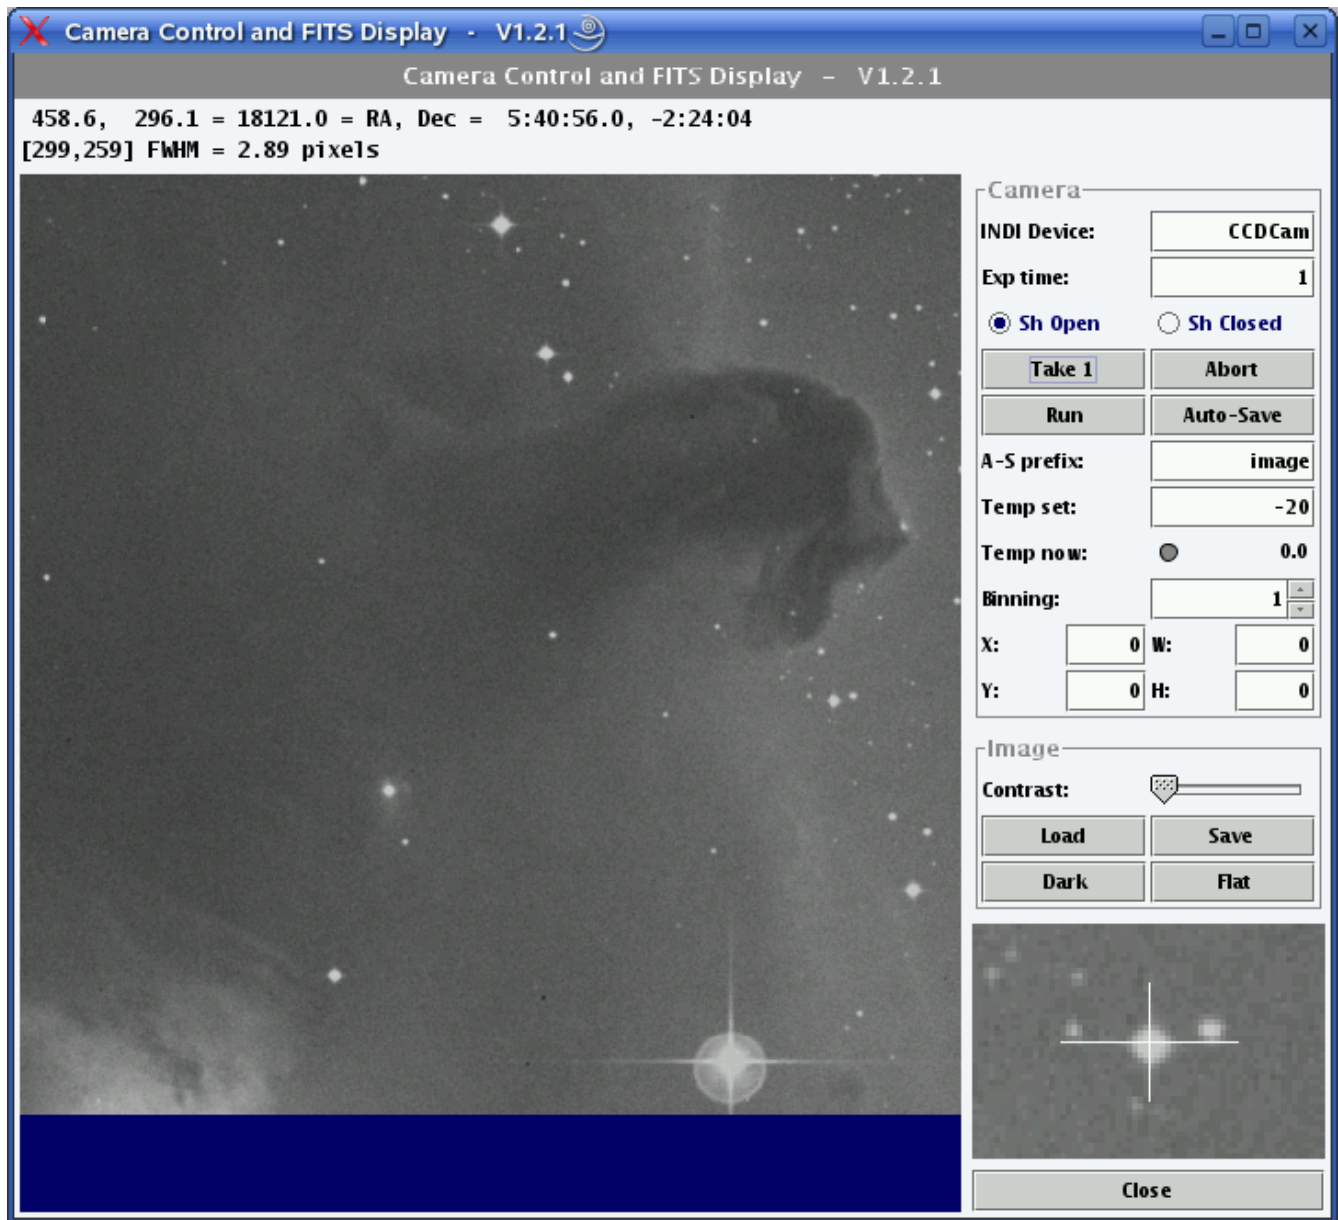 Camera Control and FITS Display - V1.2.1
Camera Control and FITS Display - V1.2.1
458.6, 296.1 = 18121.0 = RA, Dec = 5:40:56.0, -2:24:04
[299,259] FWHM = 2.89 pixels
Camera
INDI Device: CCDCam
Exp time: 1
Sh Open Sh Closed
Take 1 Abort
Run Auto-Save
A-S prefix: image
Temp set: -20
Temp now: 0.0
Binning: 1
X: 0 W: 0
Y: 0 H: 0
Image
Contrast:
Load Save
Dark Flat
Close